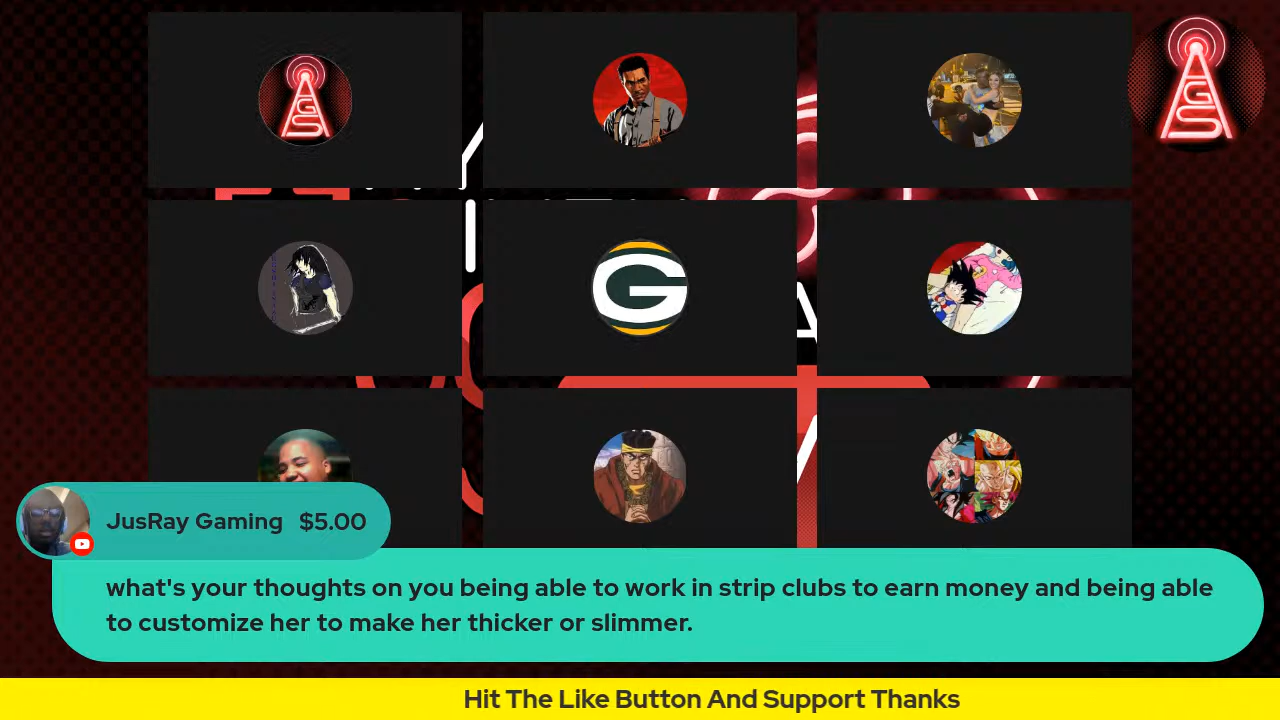 GS
GS
G
JusRay Gaming $5.00
what's your thoughts on you being able to work in strip clubs to earn money and being able
to customize her to make her thicker or slimmer.
Hit The Like Button And Support Thanks